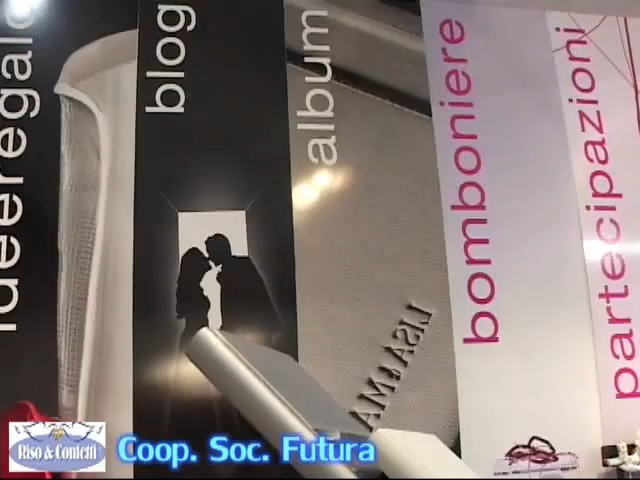 ideeregalo
blog
album
bomboniere
partecipazioni
Riso & Confetti
Coop. Soc. Futura